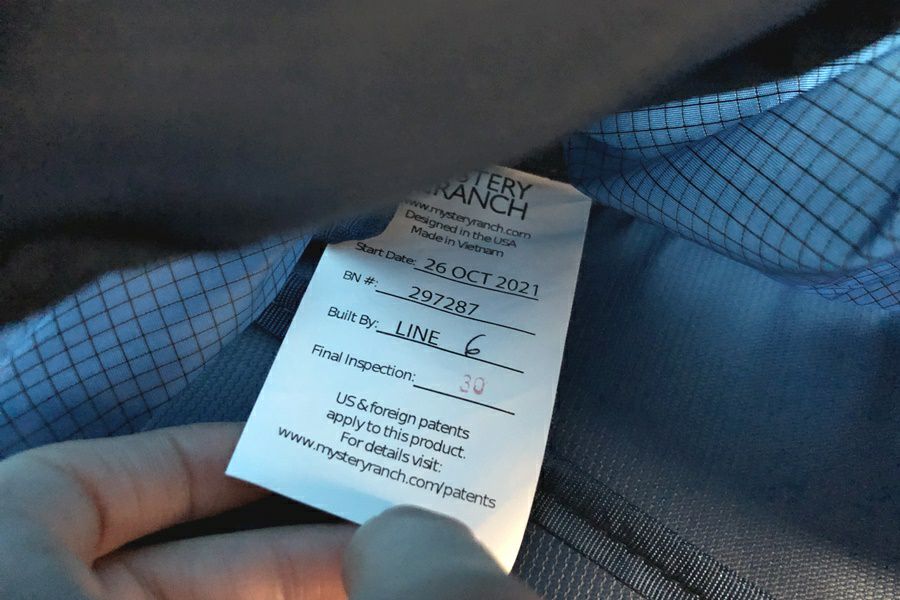 STERY
RANCH
www.mysteryranch.com
Designed in the USA
Made in Vietnam
Start Date: 26 OCT 2021
BN #: 297287
Built By: LINE 6
Final Inspection: 30
US & foreign patents
apply to this product.
For details visit:
www.mysteryranch.com/patents